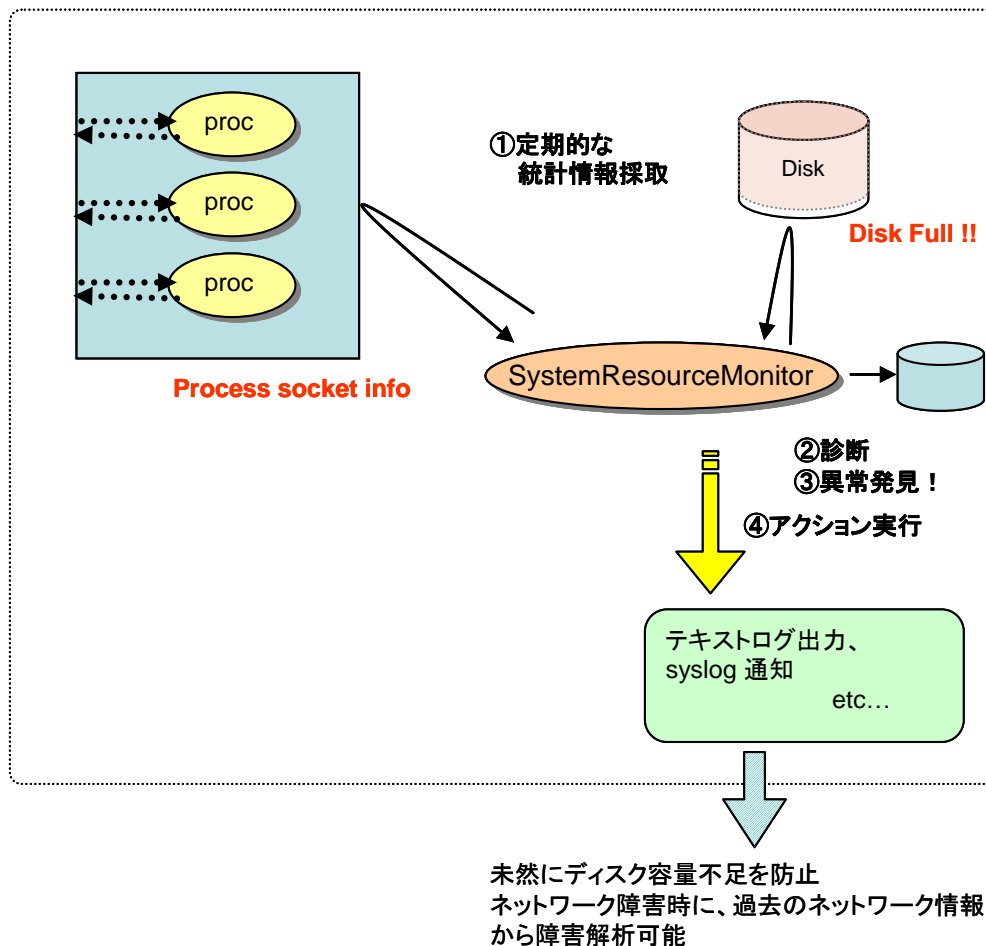 proc
proc
proc
Process socket info
①定期的な
統計情報採取
Disk
Disk Full !!
SystemResourceMonitor
②診断
③異常発見！
④アクション実行
テキストログ出力、
syslog 通知
etc…
未然にディスク容量不足を防止
ネットワーク障害時に、過去のネットワーク情報
から障害解析可能